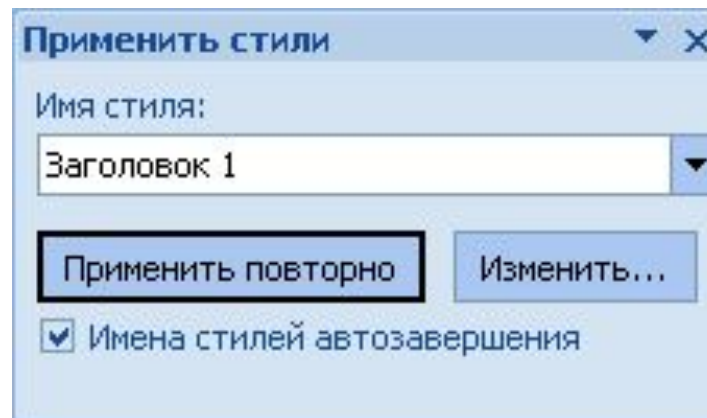 Применить стили
Имя стиля:
Заголовок 1
Применить повторно Изменить...
Имена стилей автозавершения